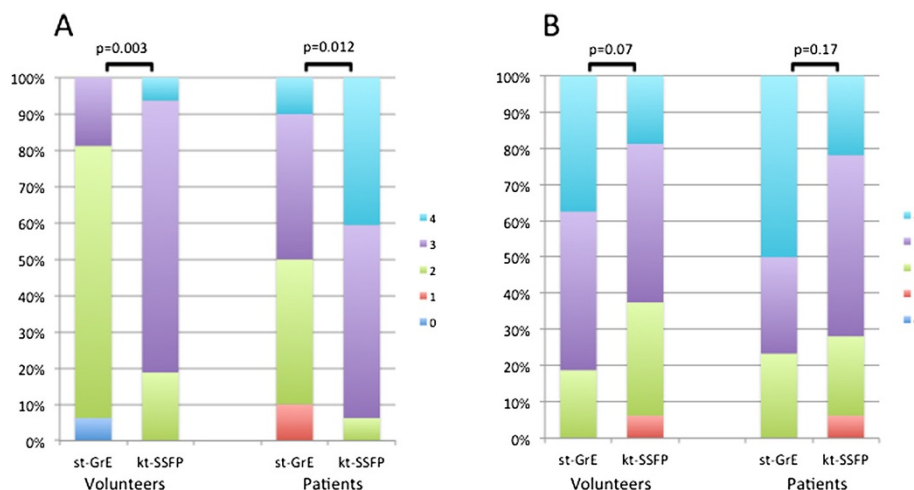 A
p=0.003
p=0.012
100%
90%
80%
70%
60%
50%
40%
30%
20%
10%
0%
4
3
2
1
0
st-GrE kt-SSFP st-GrE kt-SSFP
Volunteers Patients
B
p=0.07
p=0.17
100%
90%
80%
70%
60%
50%
40%
30%
20%
10%
0%
st-GrE kt-SSFP st-GrE kt-SSFP
Volunteers Patients